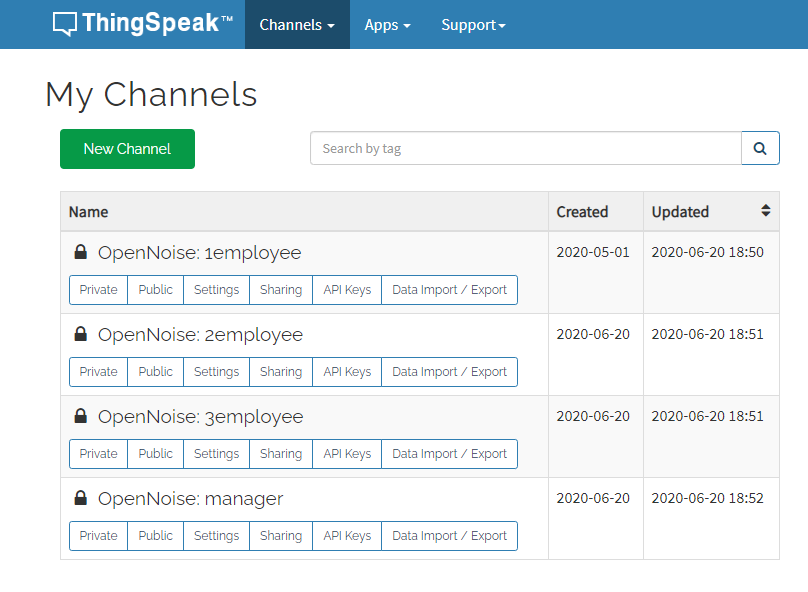 ThingSpeak™ Channels Apps Support
My Channels
New Channel Search by tag
Name Created Updated
OpenNoise: 1employee 2020-05-01 2020-06-20 18:50
Private Public Settings Sharing API Keys Data Import / Export
OpenNoise: 2employee 2020-06-20 2020-06-20 18:51
Private Public Settings Sharing API Keys Data Import / Export
OpenNoise: 3employee 2020-06-20 2020-06-20 18:51
Private Public Settings Sharing API Keys Data Import / Export
OpenNoise: manager 2020-06-20 2020-06-20 18:52
Private Public Settings Sharing API Keys Data Import / Export